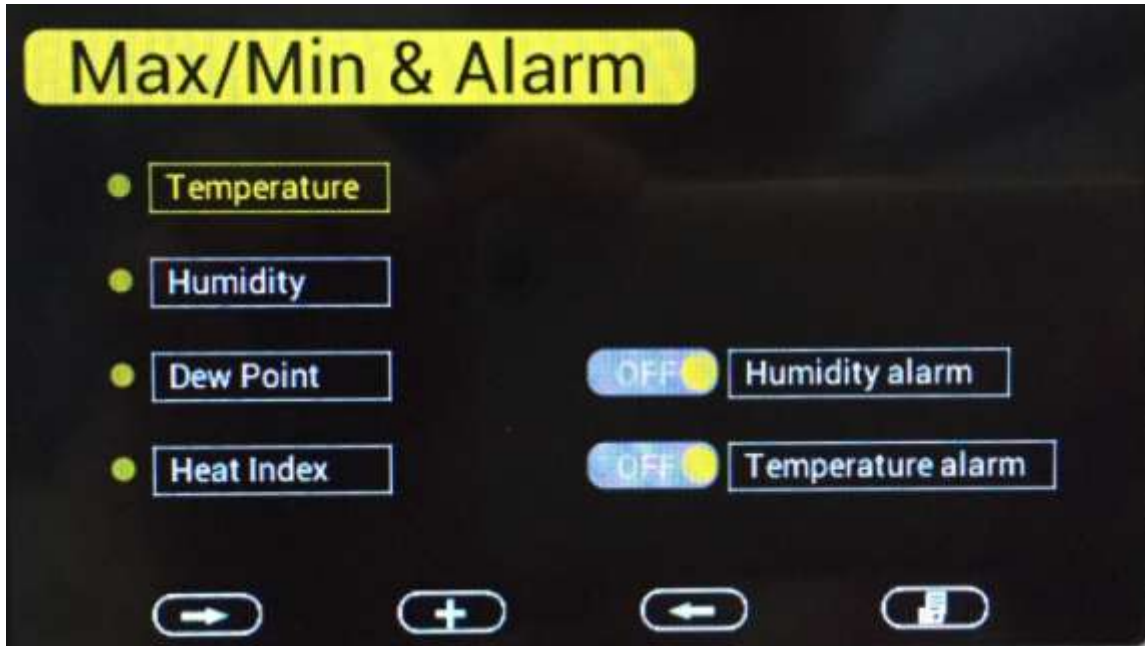 Max/Min & Alarm
Temperature
Humidity
Dew Point
OFF Humidity alarm
Heat Index
OFF Temperature alarm